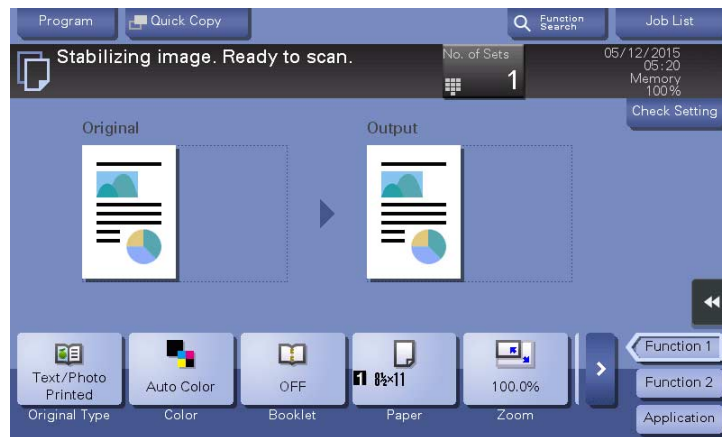 Program
Quick Copy
Function
Search
Job List
Stabilizing image. Ready to scan.
No. of Sets
1
05/12/2015
05:20
Memory
100%
Check Setting
Original
Output
Text/Photo
Printed
Auto Color
OFF
1 8½×11
100.0%
Original Type
Color
Booklet
Paper
Zoom
Function 1
Function 2
Application